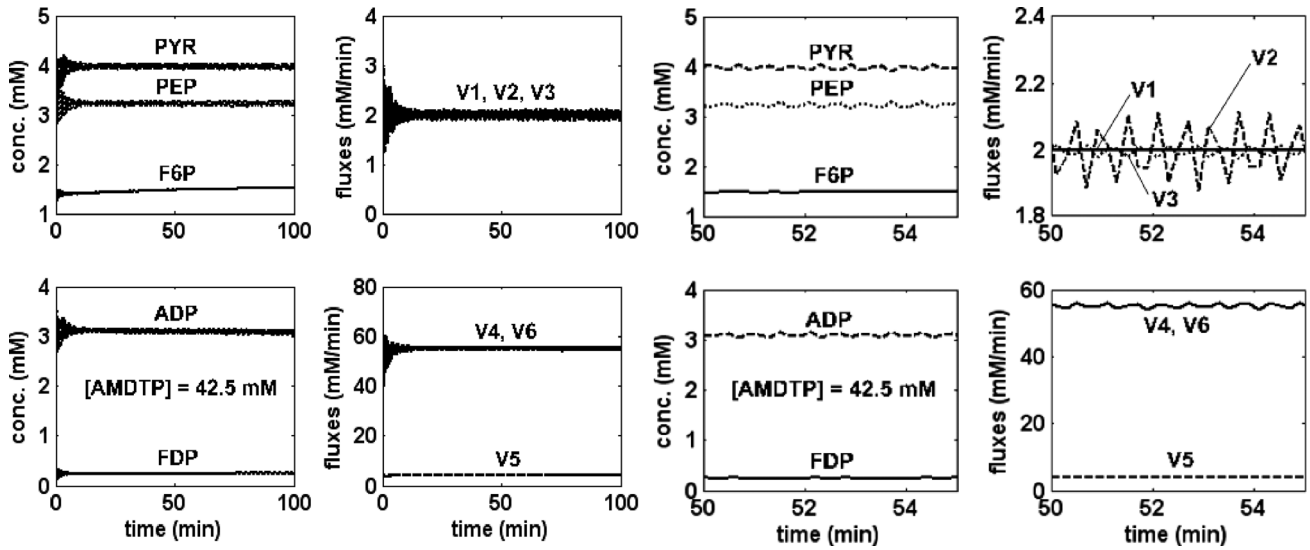 5
4
3
2
1
conc. (mM)
PYR
PEP
F6P
0 50 100
4
3
2
1
0
fluxes (mM/min)
V1, V2, V3
0 50 100
5
4
3
2
1
conc. (mM)
PYR
PEP
F6P
50 52 54
2.4
2.2
2
1.8
fluxes (mM/min)
V1
V2
V3
50 52 54
4
3
2
1
0
conc. (mM)
ADP
[AMDTP] = 42.5 mM
FDP
0 50 100
time (min)
80
60
40
20
0
fluxes (mM/min)
V4, V6
V5
0 50 100
time (min)
4
3
2
1
0
conc. (mM)
ADP
[AMDTP] = 42.5 mM
FDP
50 52 54
time (min)
60
40
20
0
fluxes (mM/min)
V4, V6
V5
50 52 54
time (min)